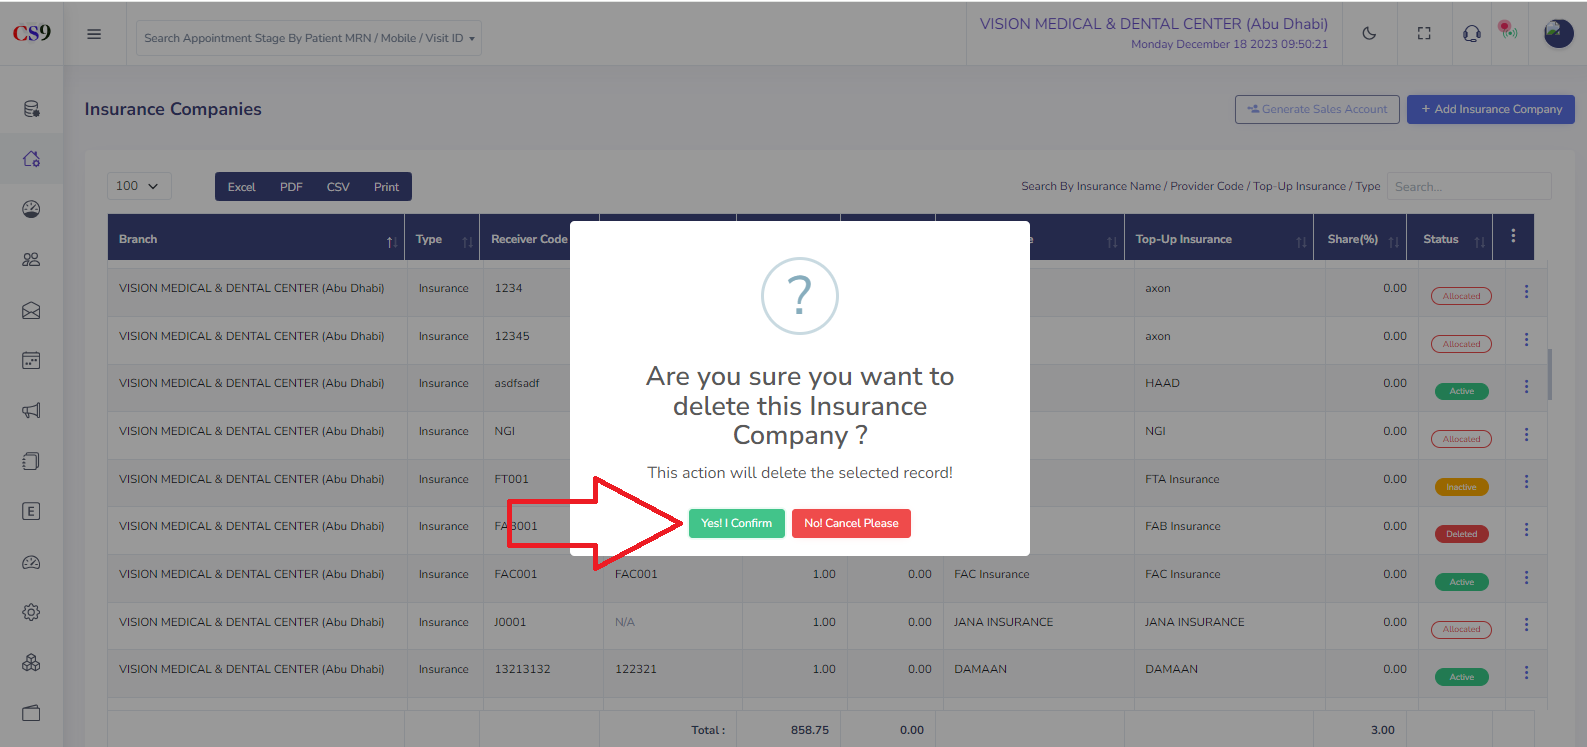 CS9
Search Appointment Stage By Patient MRN / Mobile / Visit ID
VISION MEDICAL & DENTAL CENTER (Abu Dhabi)
Monday December 18 2023 09:50:21
Insurance Companies
Generate Sales Account
+ Add Insurance Company
100
Excel PDF CSV Print
Search By Insurance Name / Provider Code / Top-Up Insurance / Type
Search...
Branch Type Receiver Code Top-Up Insurance Share(%) Status
VISION MEDICAL & DENTAL CENTER (Abu Dhabi) Insurance 1234 axon 0.00 Allocated
VISION MEDICAL & DENTAL CENTER (Abu Dhabi) Insurance 12345 axon 0.00 Allocated
VISION MEDICAL & DENTAL CENTER (Abu Dhabi) Insurance asdfsadf HAAD 0.00 Active
VISION MEDICAL & DENTAL CENTER (Abu Dhabi) Insurance NGI NGI 0.00 Allocated
VISION MEDICAL & DENTAL CENTER (Abu Dhabi) Insurance FT001 FTA Insurance 0.00 Inactive
VISION MEDICAL & DENTAL CENTER (Abu Dhabi) Insurance FAB001 FAB Insurance 0.00 Deleted
VISION MEDICAL & DENTAL CENTER (Abu Dhabi) Insurance FAC001 FAC001 1.00 0.00 FAC Insurance FAC Insurance 0.00 Active
VISION MEDICAL & DENTAL CENTER (Abu Dhabi) Insurance J0001 N/A 1.00 0.00 JANA INSURANCE JANA INSURANCE 0.00 Allocated
VISION MEDICAL & DENTAL CENTER (Abu Dhabi) Insurance 13213132 122321 1.00 0.00 DAMAAN DAMAAN 0.00 Active
Total : 858.75 0.00 3.00
?
Are you sure you want to
delete this Insurance
Company ?
This action will delete the selected record!
Yes! I Confirm
No! Cancel Please
E